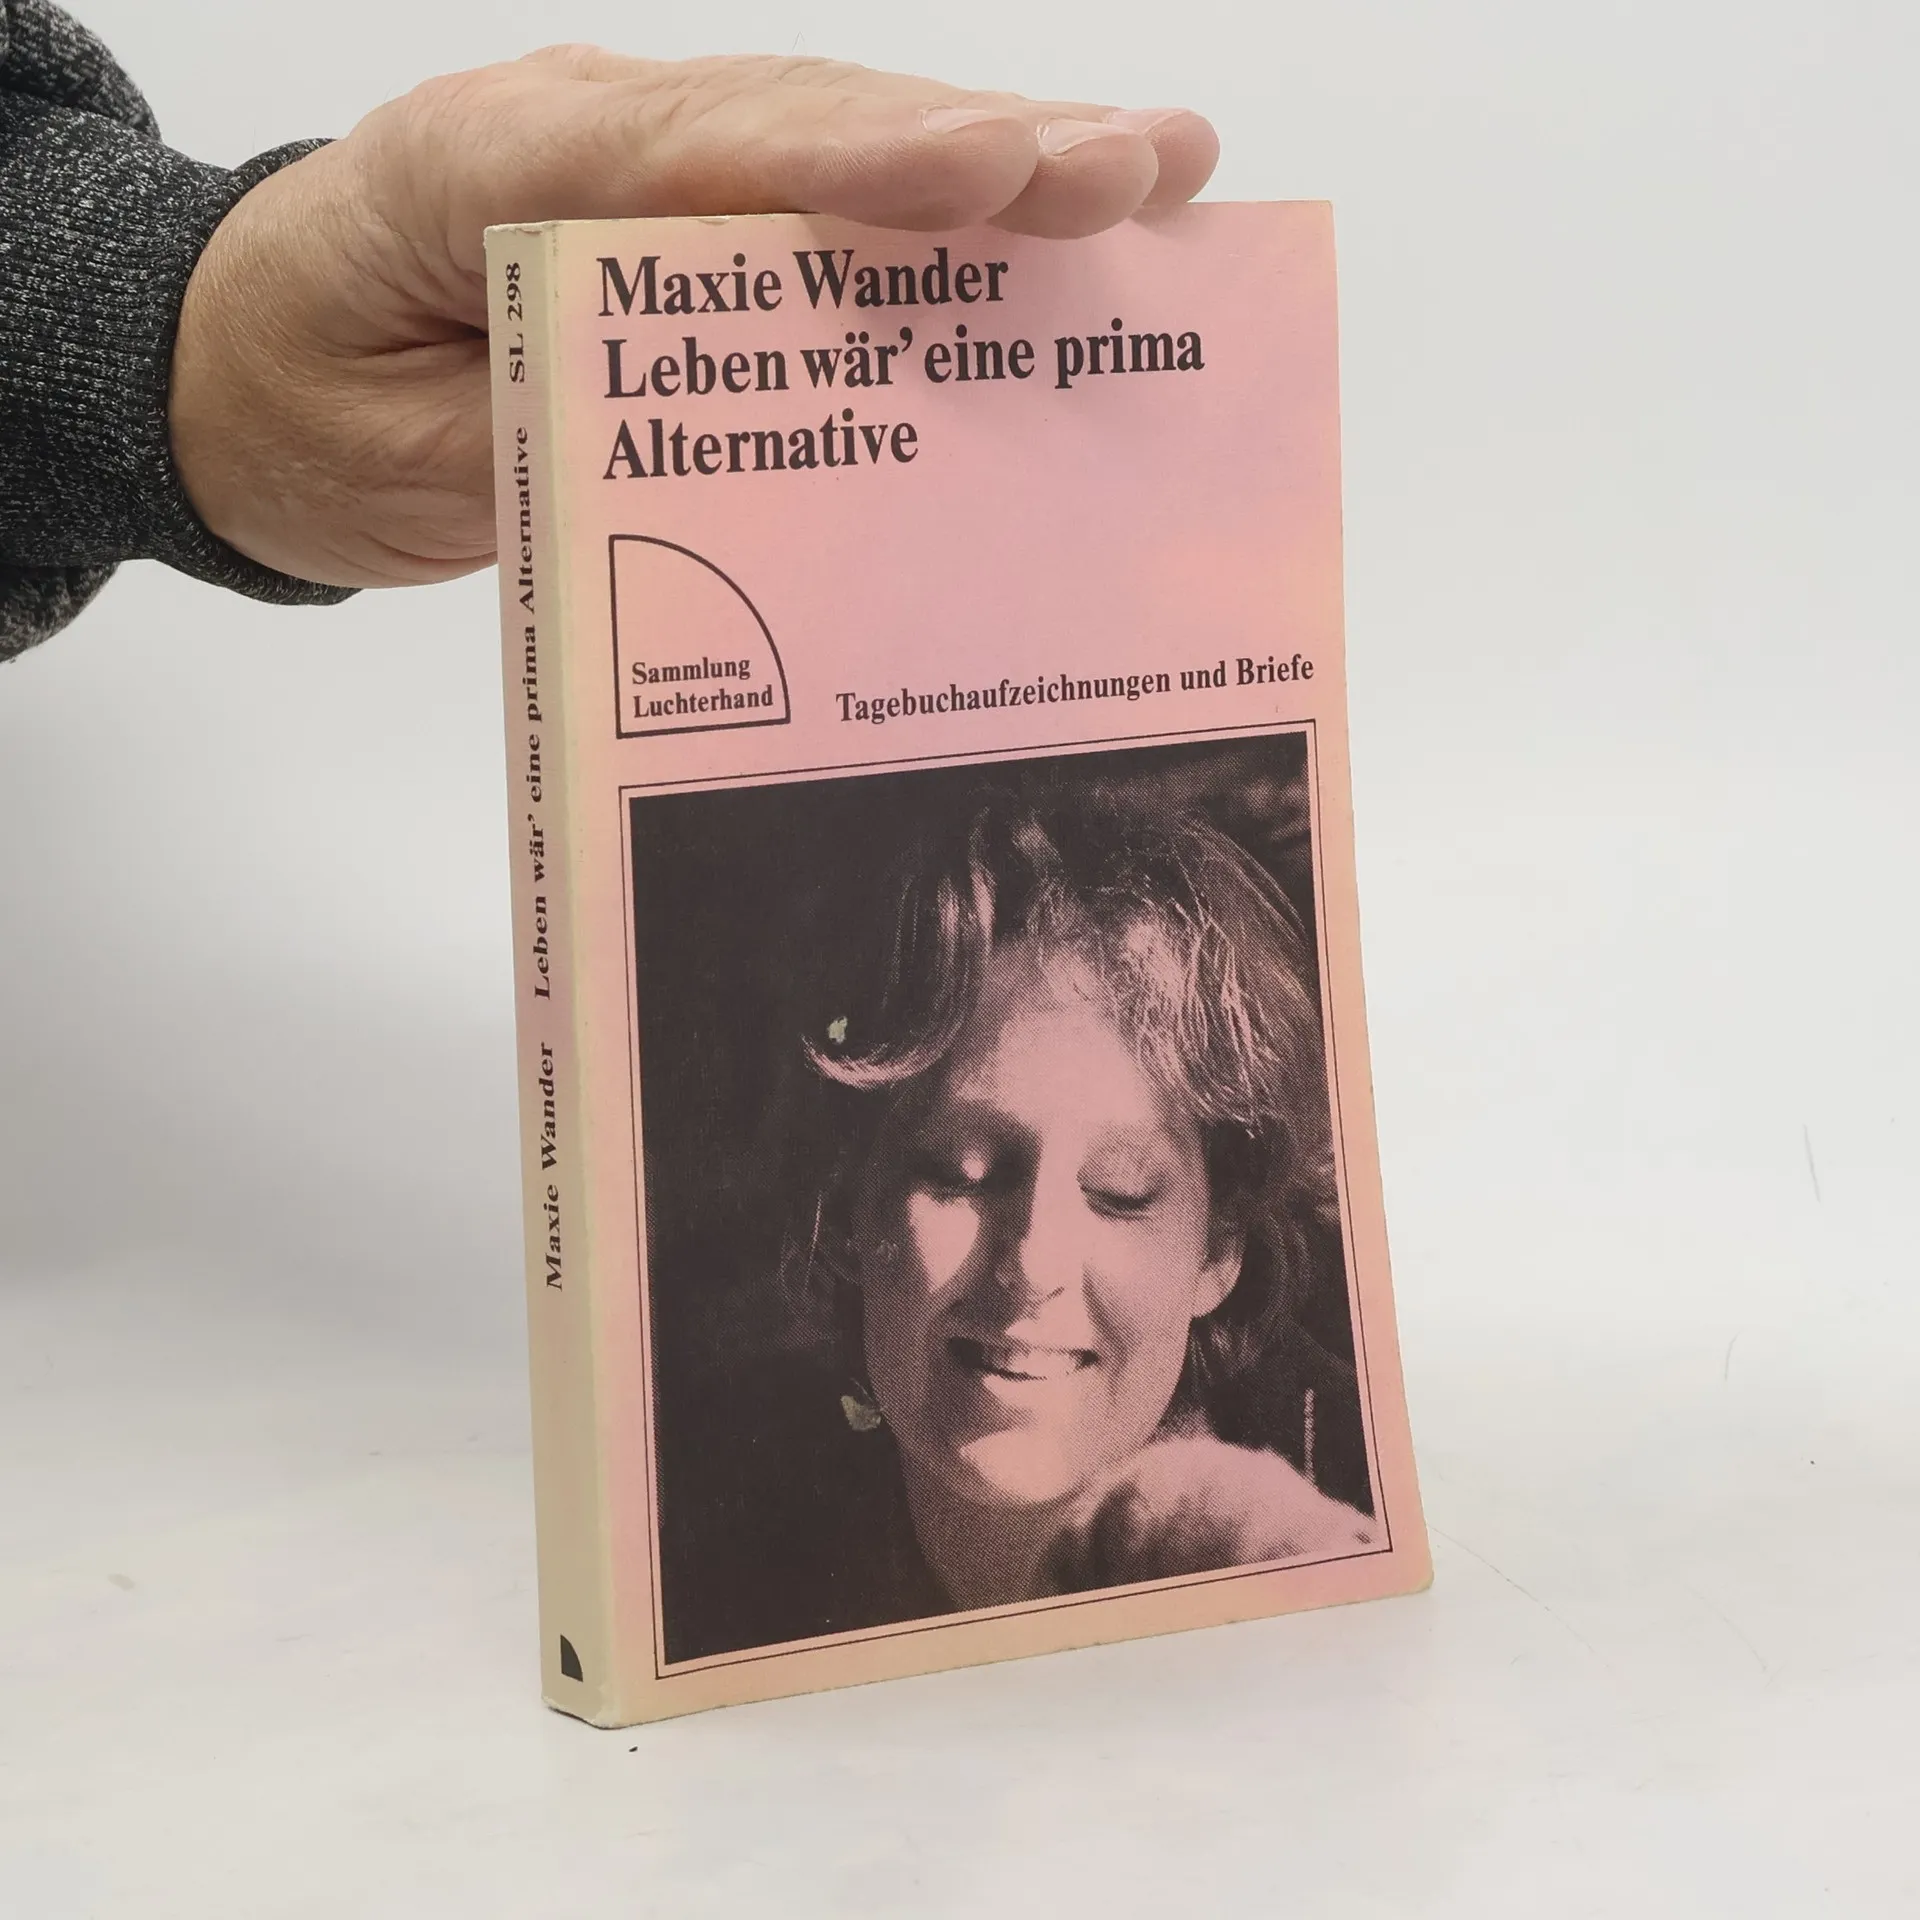 Maxie Wander
Leben wär’ eine prima
Alternative
Sammlung
Luchterhand
Tagebuchaufzeichnungen und Briefe
Maxie Wander Leben wär’ eine prima Alternative SL 298